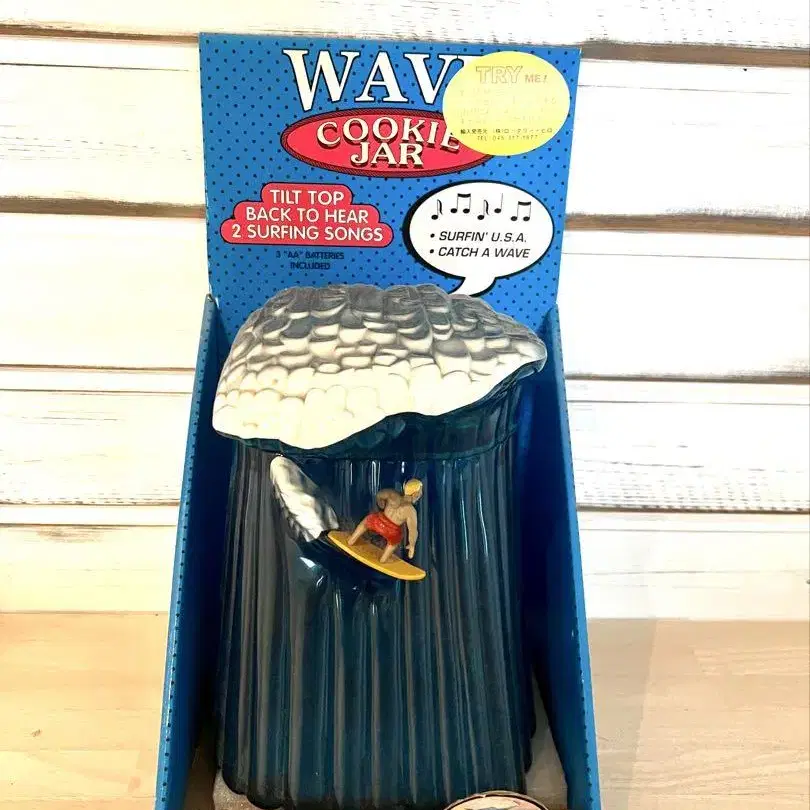 WAV
TRY ME!
COOKIE
JAR
TILT TOP
BACK TO HEAR
2 SURFING SONGS
3 "AA" BATTERIES
INCLUDED
• SURFIN' U.S.A.
• CATCH A WAVE